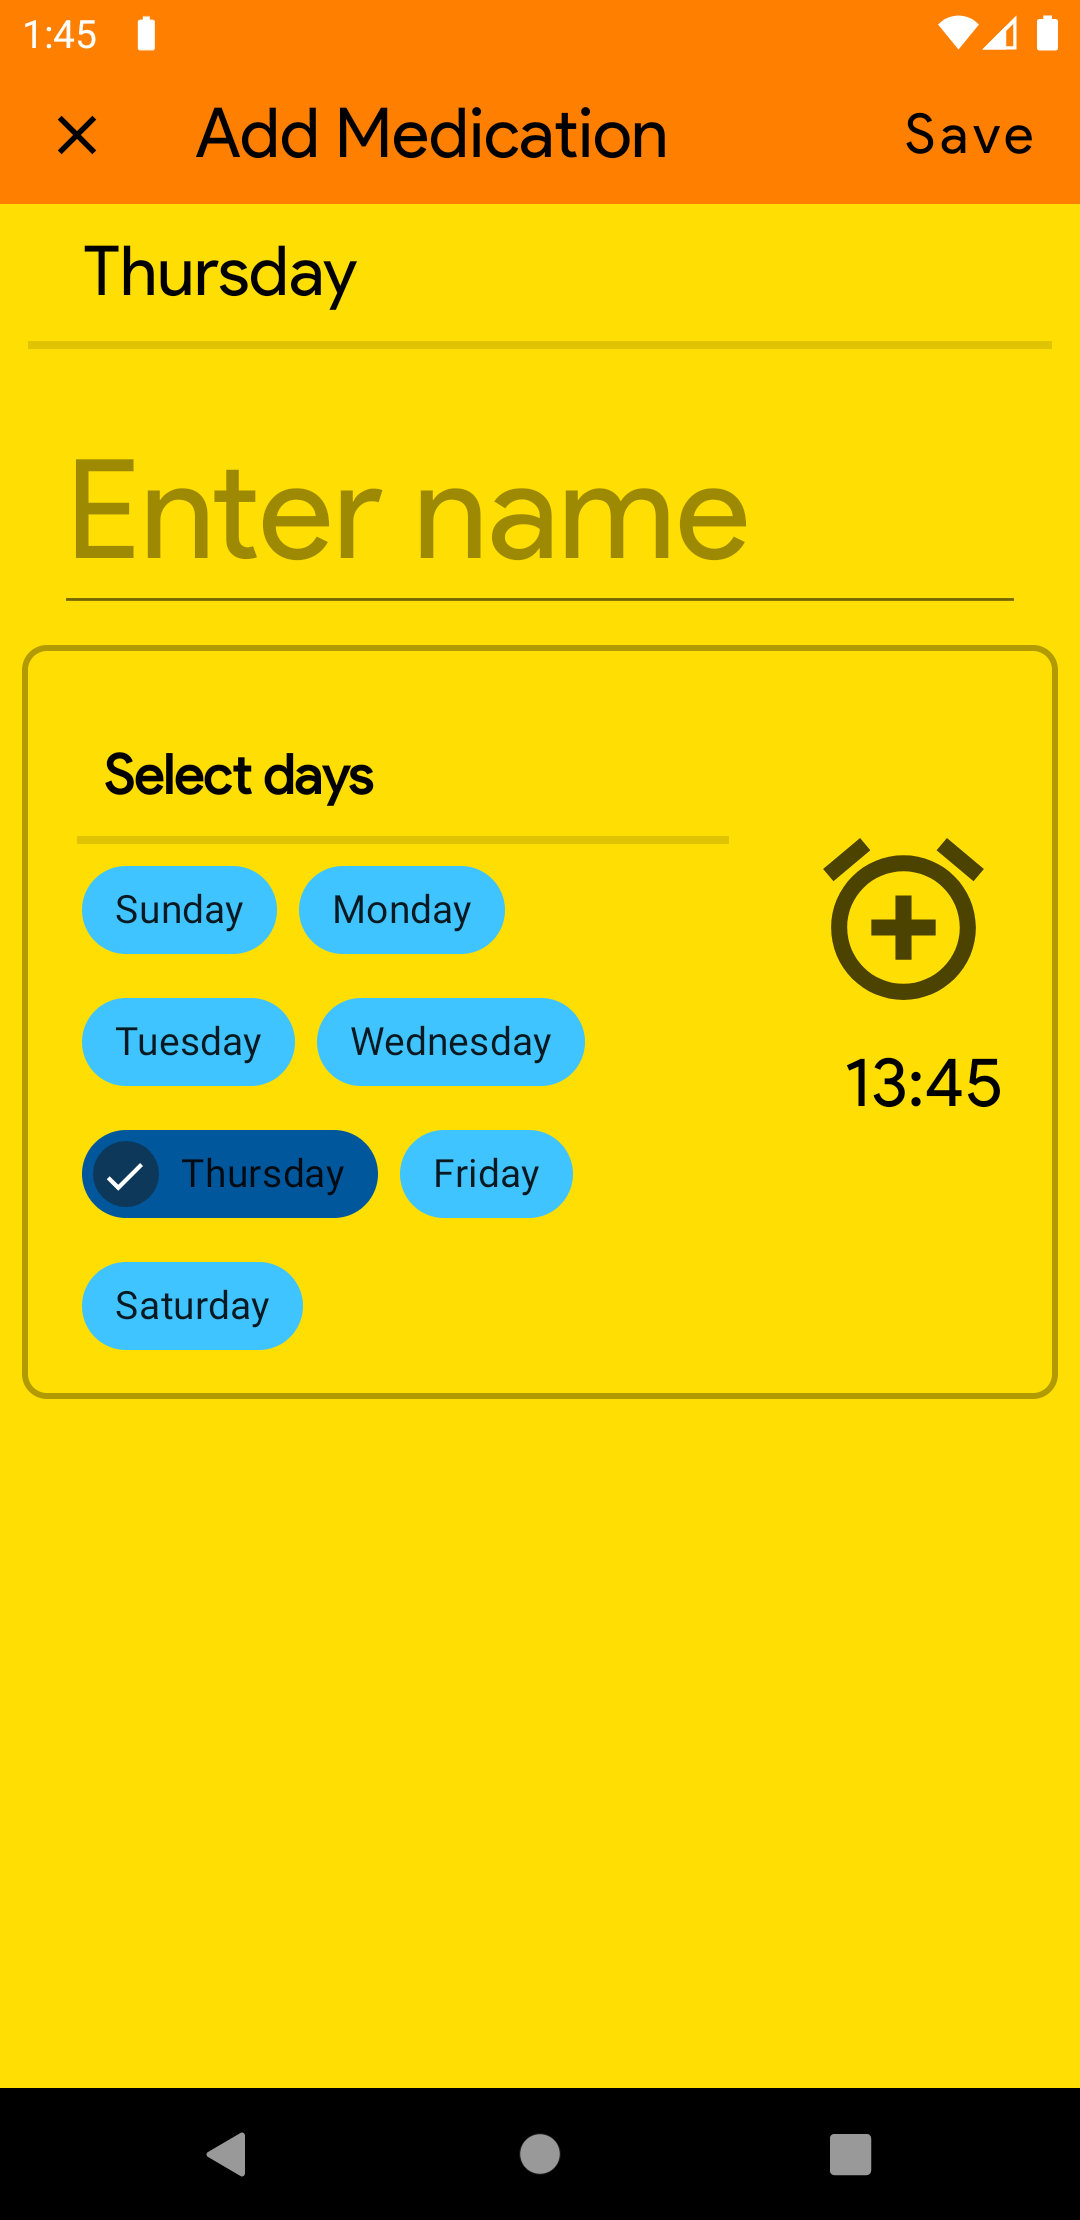 1:45
Add Medication Save
Thursday
Enter name
Select days
Sunday Monday
Tuesday Wednesday
13:45
Thursday Friday
Saturday